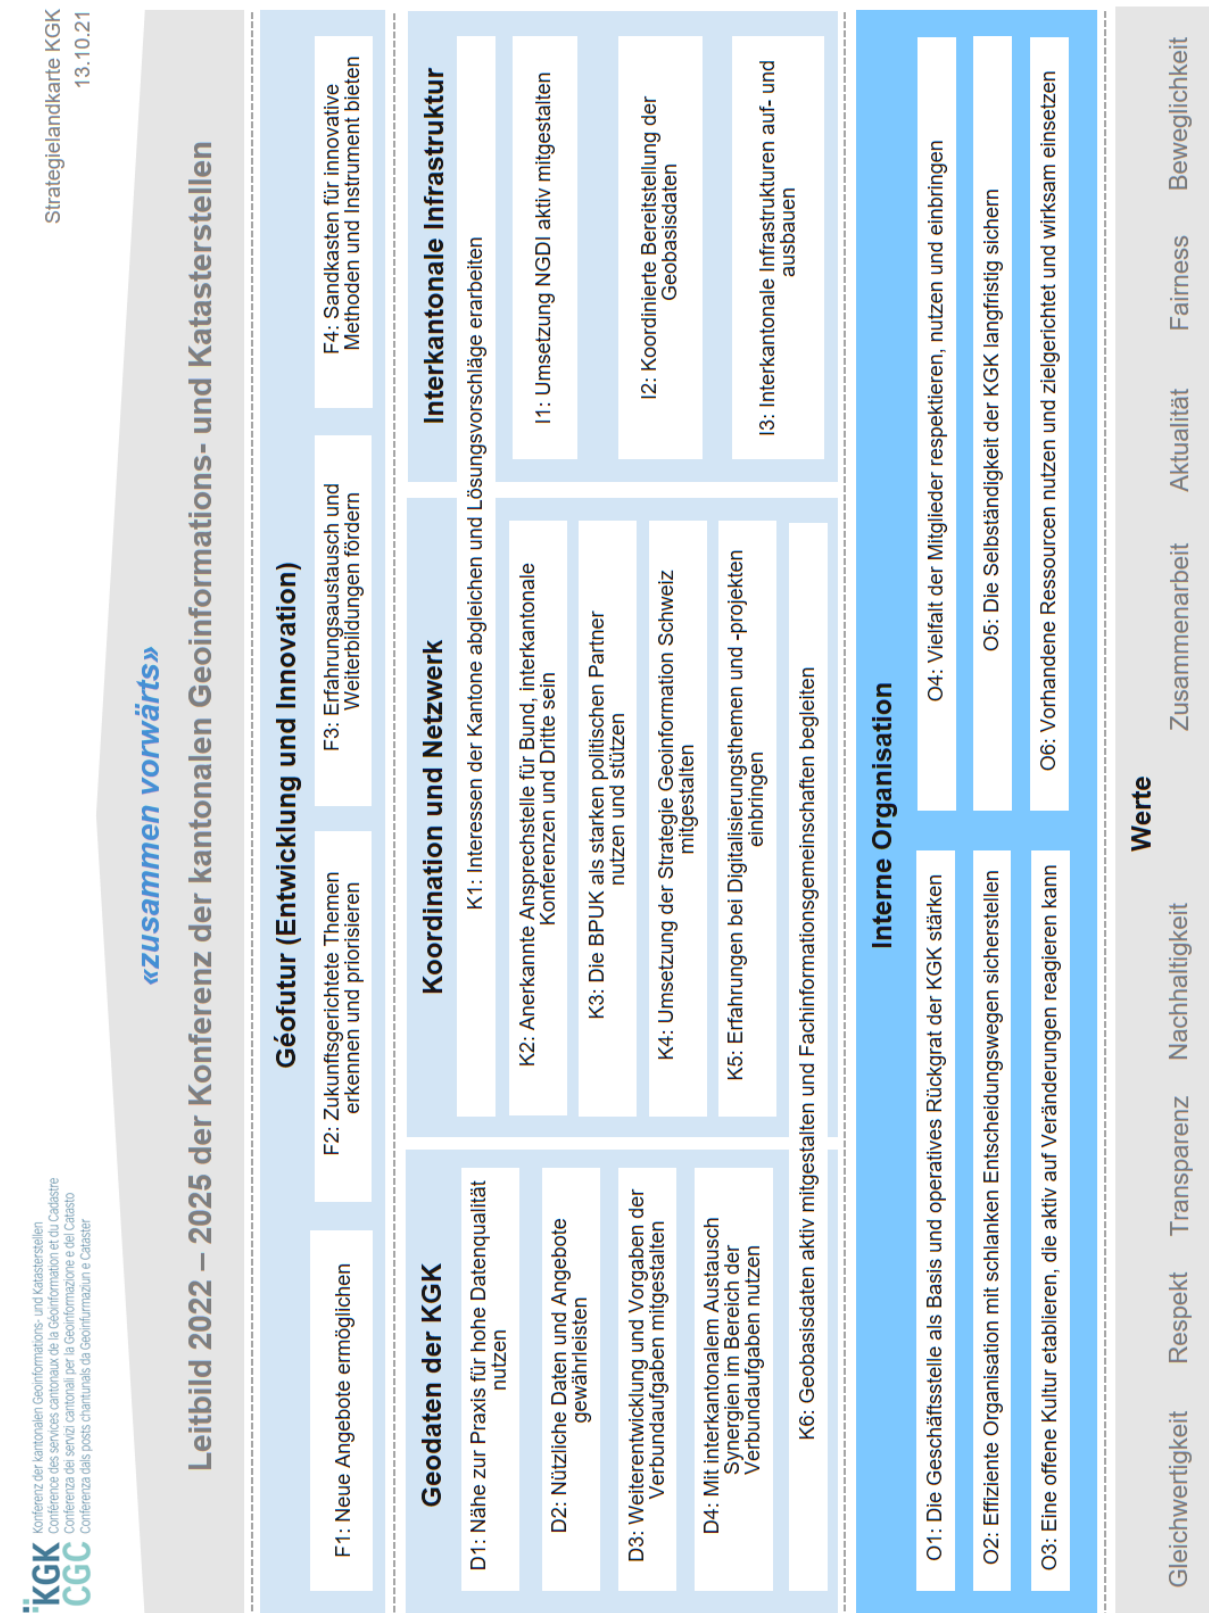 KGK
CGC
Konferenz der kantonalen Geoinformations- und Katasterstellen
Conférence des services cantonaux de la Géoinformation et du Cadastre
Conferenza dei servizi cantonali per la Geoinformazione e del Catasto
Conferenza dals posts chantunals da Geoinfurmaziun e Cataster
Strategielandkarte KGK
13.10.21
«zusammen vorwärts»
Leitbild 2022 – 2025 der Konferenz der kantonalen Geoinformations- und Katasterstellen
Géofutur (Entwicklung und Innovation)
F1: Neue Angebote ermöglichen
F2: Zukunftsgerichtete Themen
erkennen und priorisieren
F3: Erfahrungsaustausch und
Weiterbildungen fördern
F4: Sandkasten für innovative
Methoden und Instrument bieten
Geodaten der KGK
D1: Nähe zur Praxis für hohe Datenqualität
nutzen
D2: Nützliche Daten und Angebote
gewährleisten
D3: Weiterentwicklung und Vorgaben der
Verbundaufgaben mitgestalten
D4: Mit interkantonalem Austausch
Synergien im Bereich der
Verbundaufgaben nutzen
Koordination und Netzwerk
K1: Interessen der Kantone abgleichen und Lösungsvorschläge erarbeiten
K2: Anerkannte Ansprechstelle für Bund, interkantonale
Konferenzen und Dritte sein
K3: Die BPUK als starken politischen Partner
nutzen und stützen
K4: Umsetzung der Strategie Geoinformation Schweiz
mitgestalten
K5: Erfahrungen bei Digitalisierungsthemen und -projekten
einbringen
K6: Geobasisdaten aktiv mitgestalten und Fachinformationsgemeinschaften begleiten
Interkantonale Infrastruktur
I1: Umsetzung NGDI aktiv mitgestalten
I2: Koordinierte Bereitstellung der
Geobasisdaten
I3: Interkantonale Infrastrukturen auf- und
ausbauen
Interne Organisation
O1: Die Geschäftsstelle als Basis und operatives Rückgrat der KGK stärken
O2: Effiziente Organisation mit schlanken Entscheidungswegen sicherstellen
O3: Eine offene Kultur etablieren, die aktiv auf Veränderungen reagieren kann
O4: Vielfalt der Mitglieder respektieren, nutzen und einbringen
O5: Die Selbständigkeit der KGK langfristig sichern
O6: Vorhandene Ressourcen nutzen und zielgerichtet und wirksam einsetzen
Werte
Gleichwertigkeit Respekt Transparenz Nachhaltigkeit Zusammenarbeit Aktualität Fairness Beweglichkeit